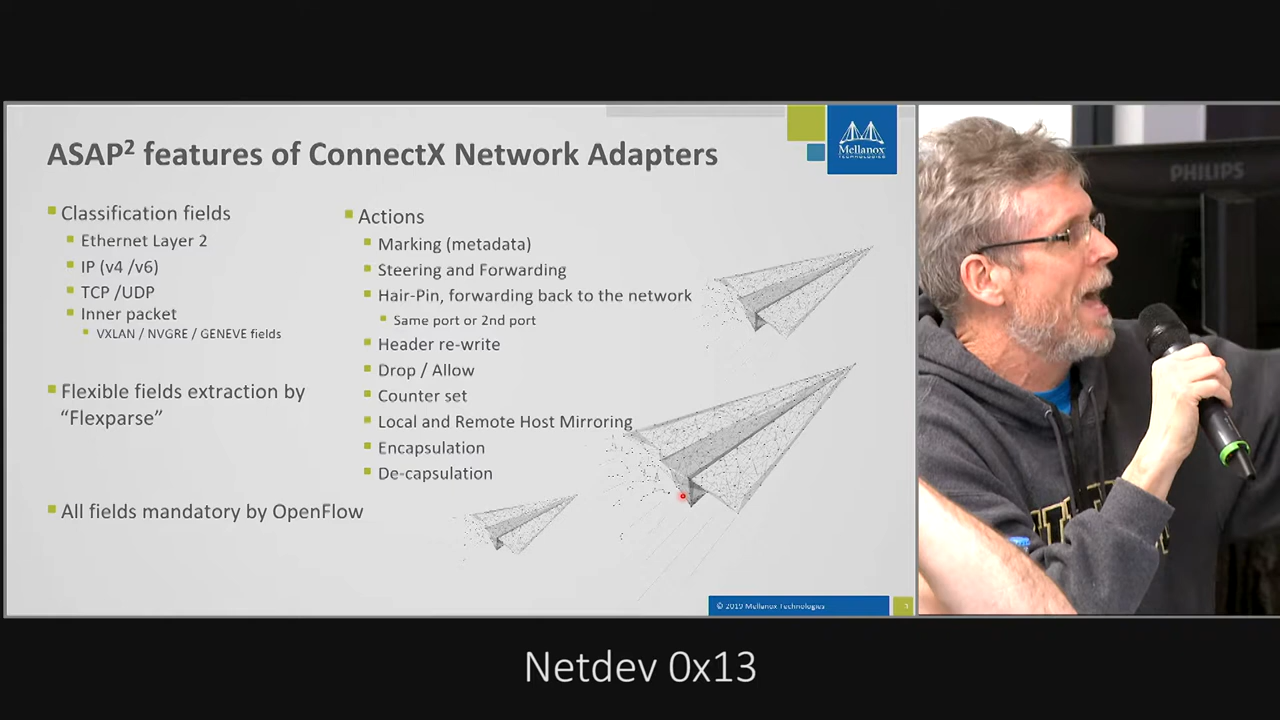 ASAP² features of ConnectX Network Adapters
Mellanox
TECHNOLOGIES
Classification fields
Ethernet Layer 2
IP (v4 /v6)
TCP /UDP
Inner packet
VXLAN / NVGRE / GENEVE fields
Flexible fields extraction by
“Flexparse”
All fields mandatory by OpenFlow
Actions
Marking (metadata)
Steering and Forwarding
Hair-Pin, forwarding back to the network
Same port or 2nd port
Header re-write
Drop / Allow
Counter set
Local and Remote Host Mirroring
Encapsulation
De-capsulation
© 2019 Mellanox Technologies
3
PHILIPS
Netdev 0x13